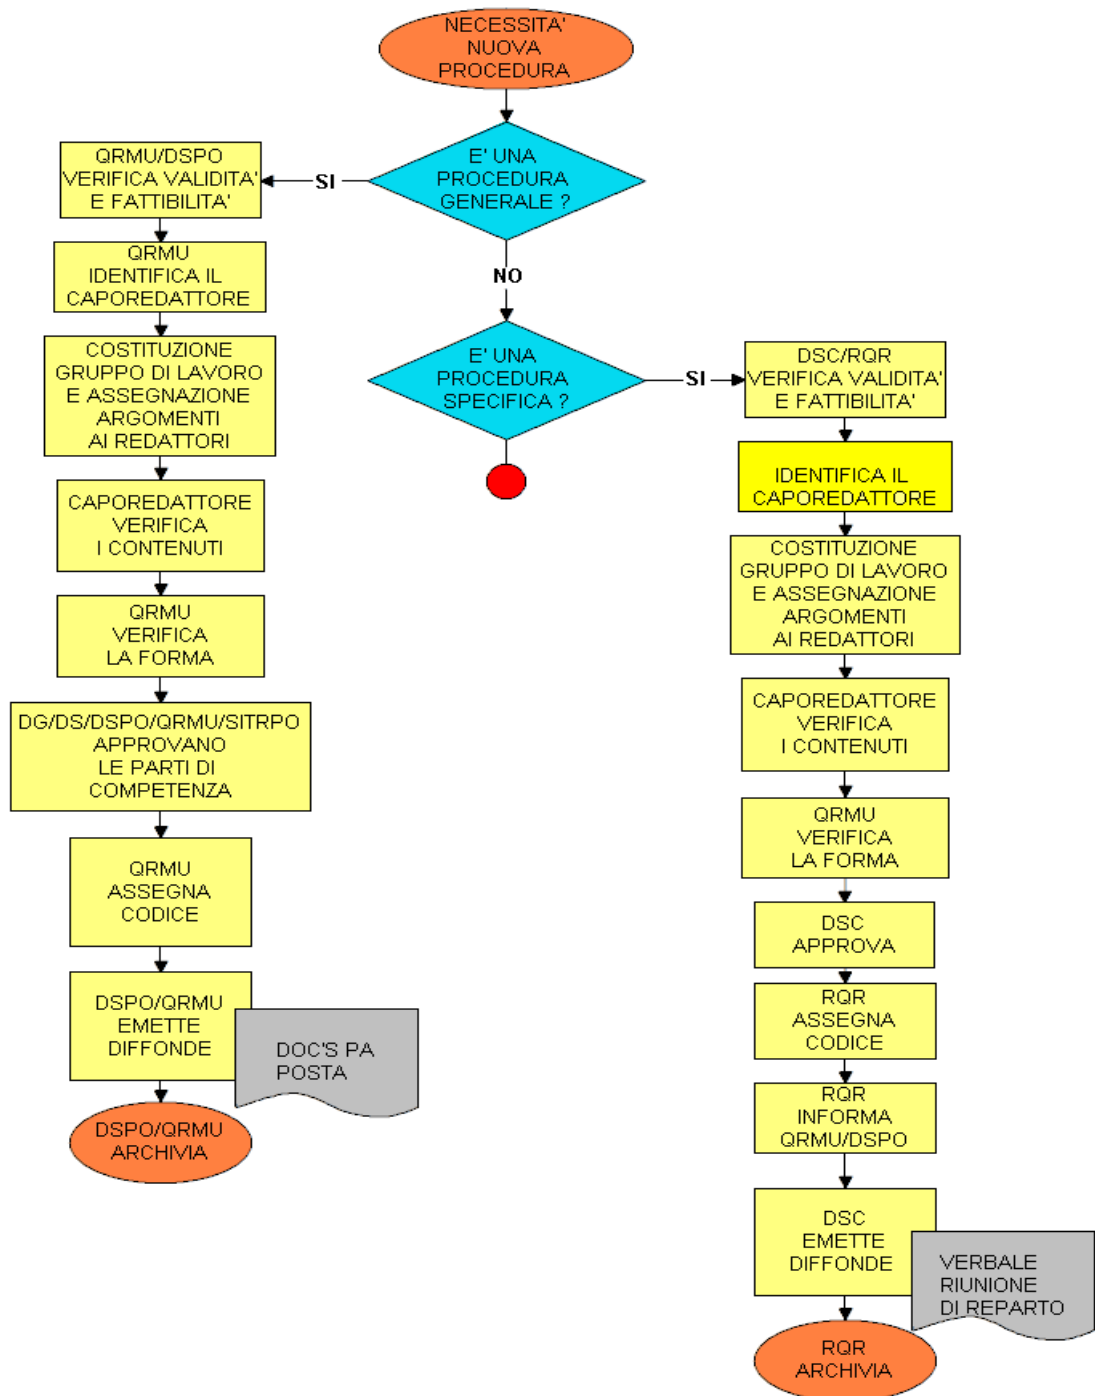 NECESSITA'
NUOVA
PROCEDURA
E' UNA
PROCEDURA
GENERALE ?
SI
QRMU/DSPO
VERIFICA VALIDITA'
E FATTIBILITA'
QRMU
IDENTIFICA IL
CAPOREDATTORE
COSTITUZIONE
GRUPPO DI LAVORO
E ASSEGNAZIONE
ARGOMENTI
AI REDATTORI
CAPOREDATTORE
VERIFICA
I CONTENUTI
QRMU
VERIFICA
LA FORMA
DG/DS/DSPO/QRMU/SITRPO
APPROVANO
LE PARTI DI
COMPETENZA
QRMU
ASSEGNA
CODICE
DSPO/QRMU
EMETTE
DIFFONDE
DOC'S PA
POSTA
DSPO/QRMU
ARCHIVIA
NO
E' UNA
PROCEDURA
SPECIFICA ?
SI
DSC/RQR
VERIFICA VALIDITA'
E FATTIBILITA'
IDENTIFICA IL
CAPOREDATTORE
COSTITUZIONE
GRUPPO DI LAVORO
E ASSEGNAZIONE
ARGOMENTI
AI REDATTORI
CAPOREDATTORE
VERIFICA
I CONTENUTI
QRMU
VERIFICA
LA FORMA
DSC
APPROVA
RQR
ASSEGNA
CODICE
RQR
INFORMA
QRMU/DSPO
DSC
EMETTE
DIFFONDE
VERBALE
RIUNIONE
DI REPARTO
RQR
ARCHIVIA